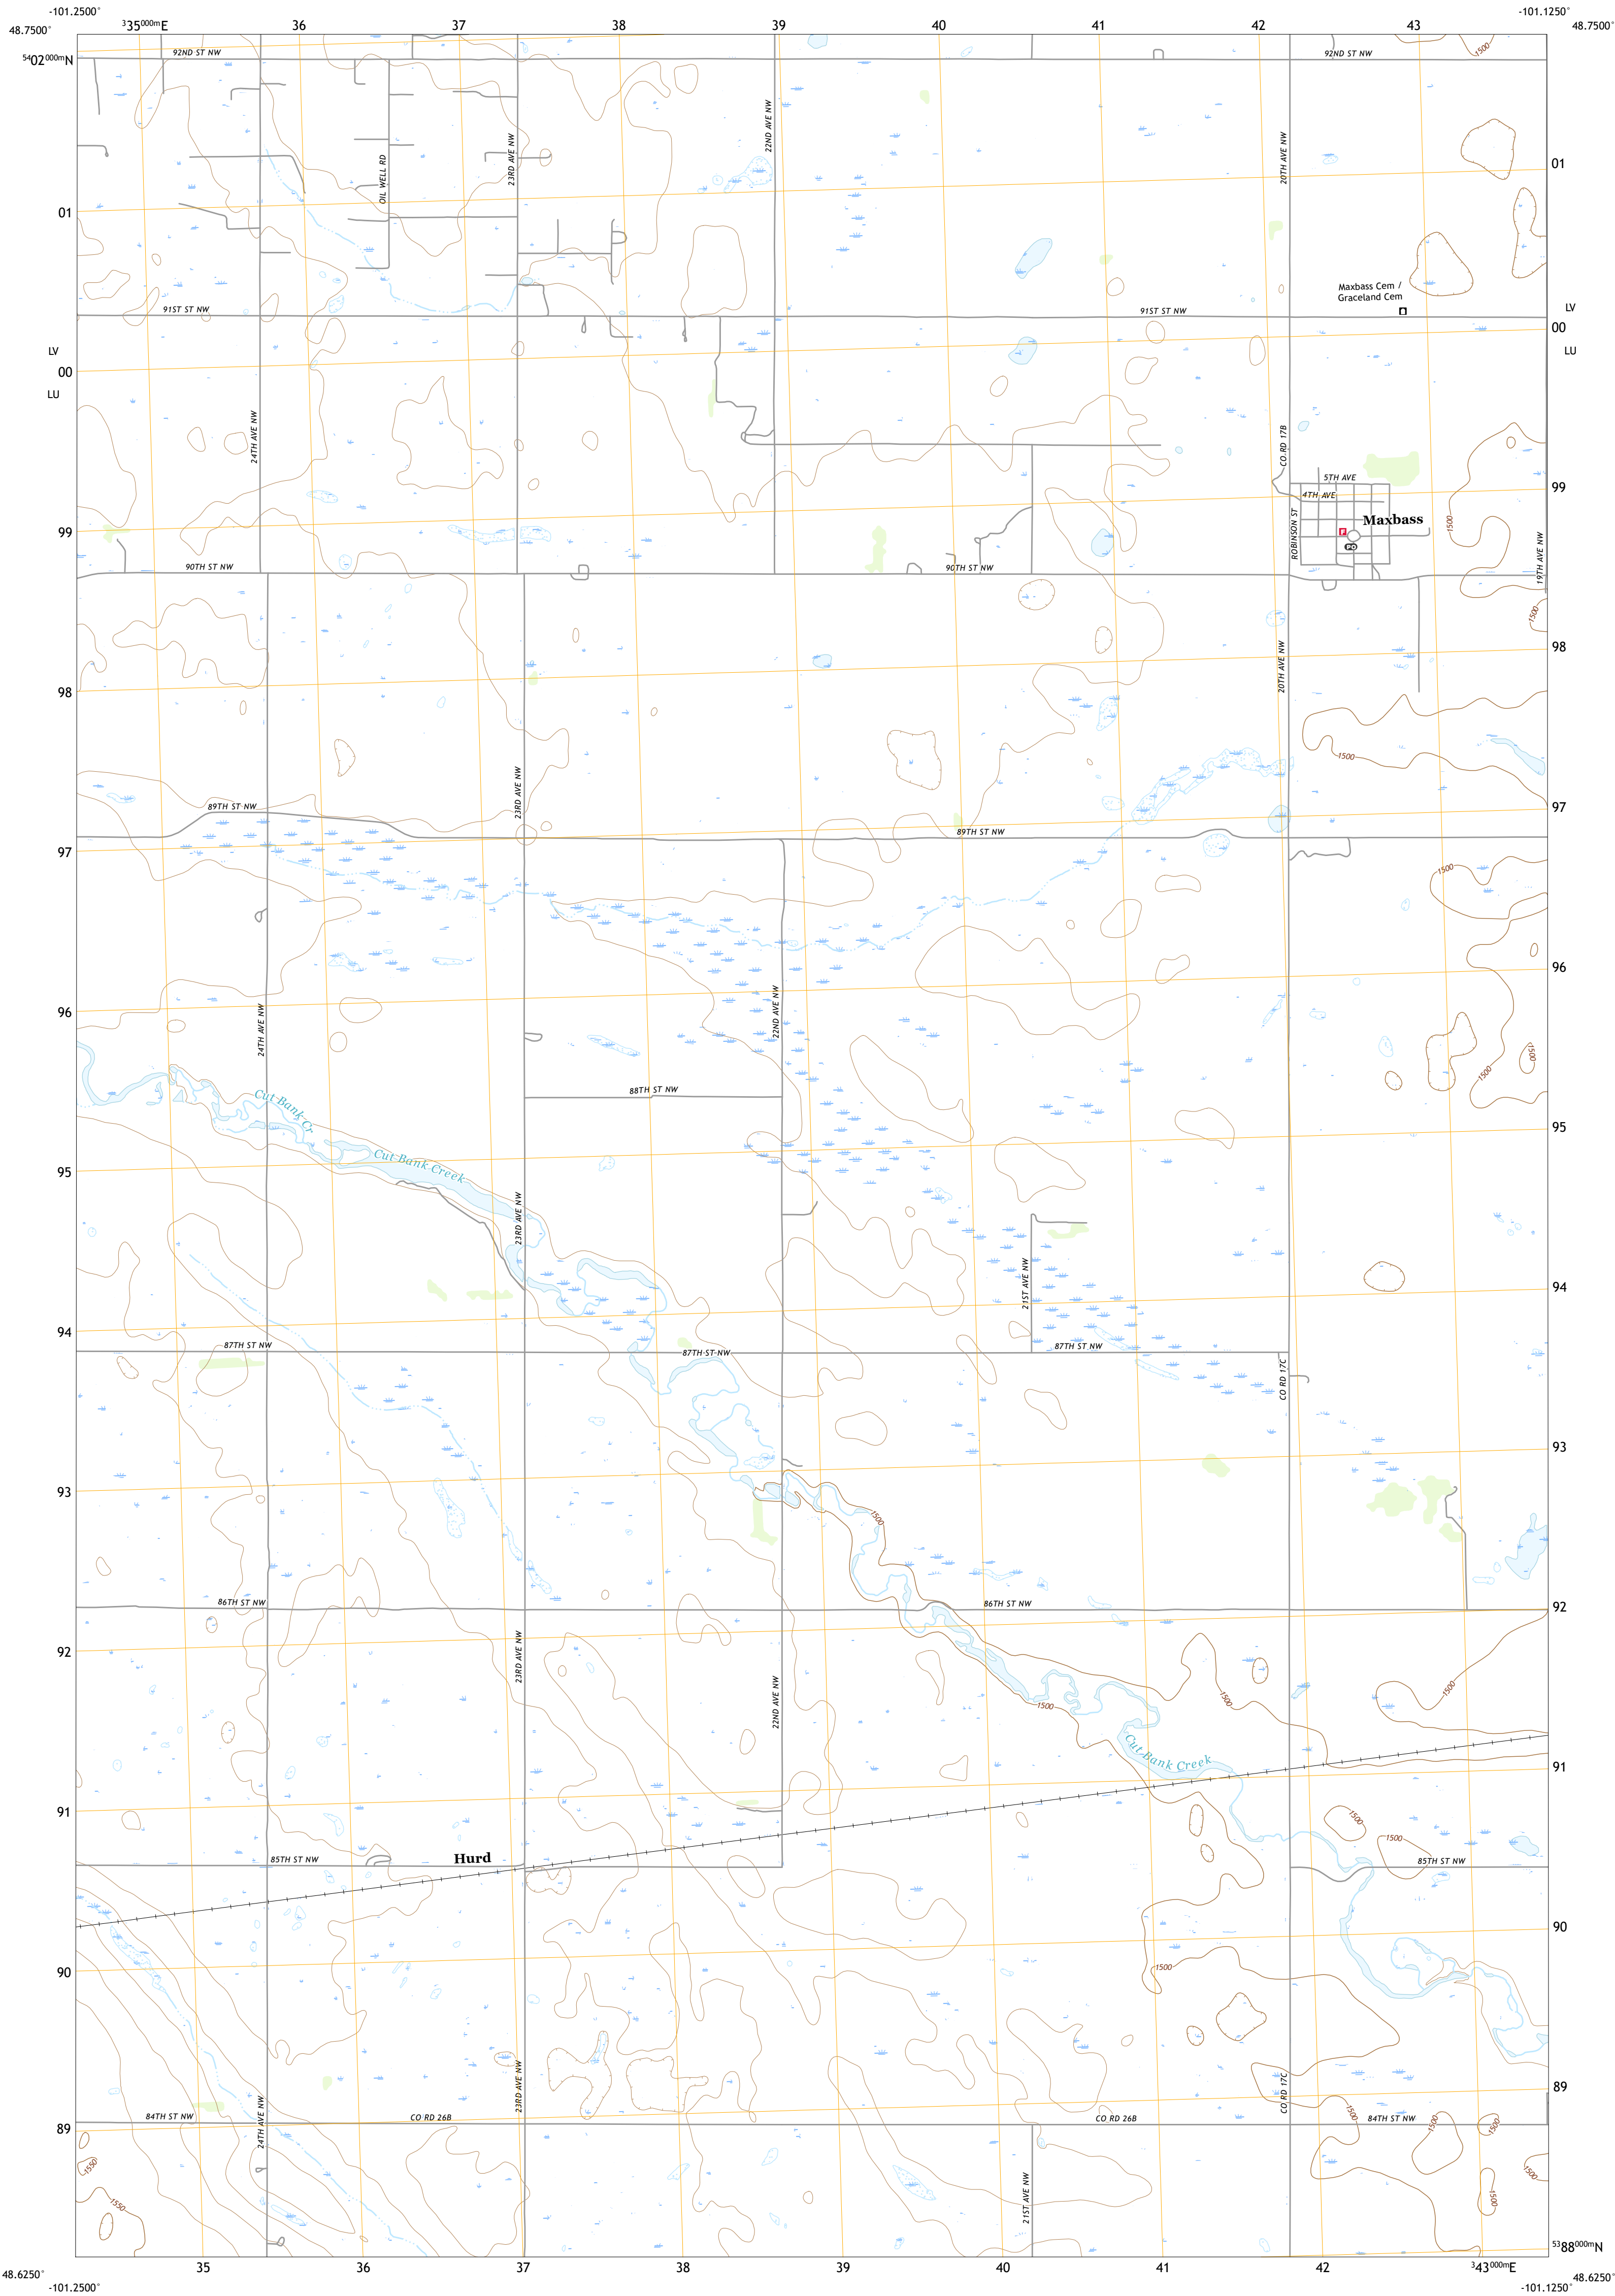 -101.2500°
-101.1250°
48.7500°
³35⁰⁰⁰ᵐE
36
37
38
39
40
41
42
43
48.7500°
⁵⁴02⁰⁰⁰ᵐN
92ND ST NW
92ND ST NW
1500
OIL WELL RD
23RD AVE NW
22ND AVE NW
20TH AVE NW
01
01
Maxbass Cem /
Graceland Cem
91ST ST NW
91ST ST NW
LV
00
LV
LU
00
LU
24TH AVE NW
CO RD 17B
5TH AVE
4TH AVE
99
Maxbass
1500
99
F
PO
ROBINSON ST
19TH AVE NW
90TH ST NW
90TH ST NW
1500
98
98
20TH AVE NW
1500
23RD AVE NW
89TH ST NW
89TH ST NW
97
97
1500
96
96
24TH AVE NW
22ND AVE NW
1500
1500
88TH ST NW
Cut Bank Cr
95
95
Cut Bank Creek
23RD AVE NW
21ST AVE NW
94
94
87TH ST NW
87TH ST NW
87TH ST NW
CO RD 17C
93
93
1500
86TH ST NW
86TH ST NW
92
92
23RD AVE NW
22ND AVE NW
1500
1500
1500
Cut Bank Creek
91
91
1500
1500
85TH ST NW
Hurd
85TH ST NW
90
90
1500
23RD AVE NW
CO RD 17C
89
89
84TH ST NW
24TH AVE NW
CO RD 26B
CO RD 26B
84TH ST NW
1500
1500
1500
1550
1550
21ST AVE NW
1500
1500
⁵³88⁰⁰⁰ᵐN
48.6250°
35
36
37
38
39
40
41
42
³43⁰⁰⁰ᵐE
48.6250°
-101.2500°
-101.1250°